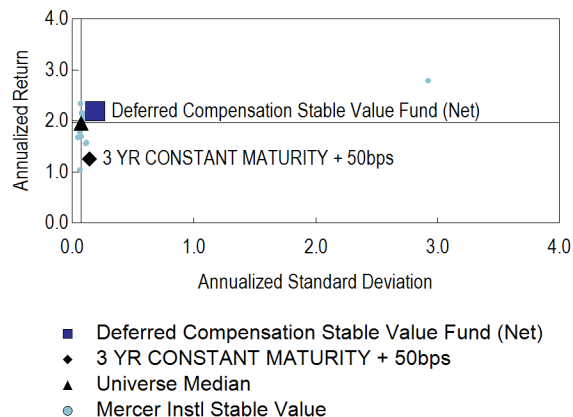 4.0
3.0
2.0
1.0
0.0
Annualized Return
Deferred Compensation Stable Value Fund (Net)
3 YR CONSTANT MATURITY + 50bps
0.0 1.0 2.0 3.0 4.0
Annualized Standard Deviation
Deferred Compensation Stable Value Fund (Net)
3 YR CONSTANT MATURITY + 50bps
Universe Median
Mercer Instl Stable Value